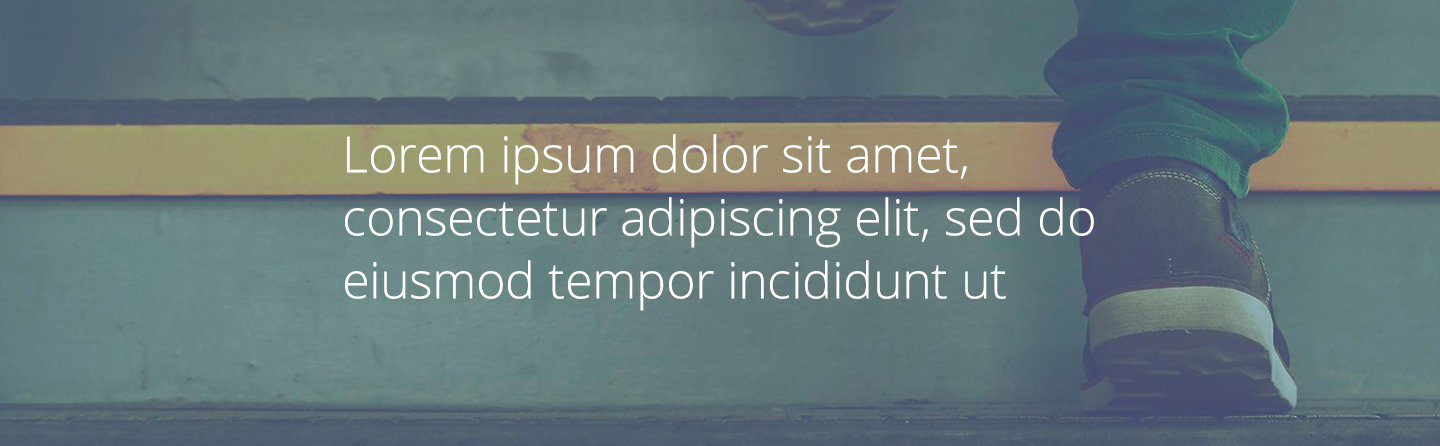 Lorem ipsum dolor sit amet,
consectetur adipiscing elit, sed do
eiusmod tempor incididunt ut